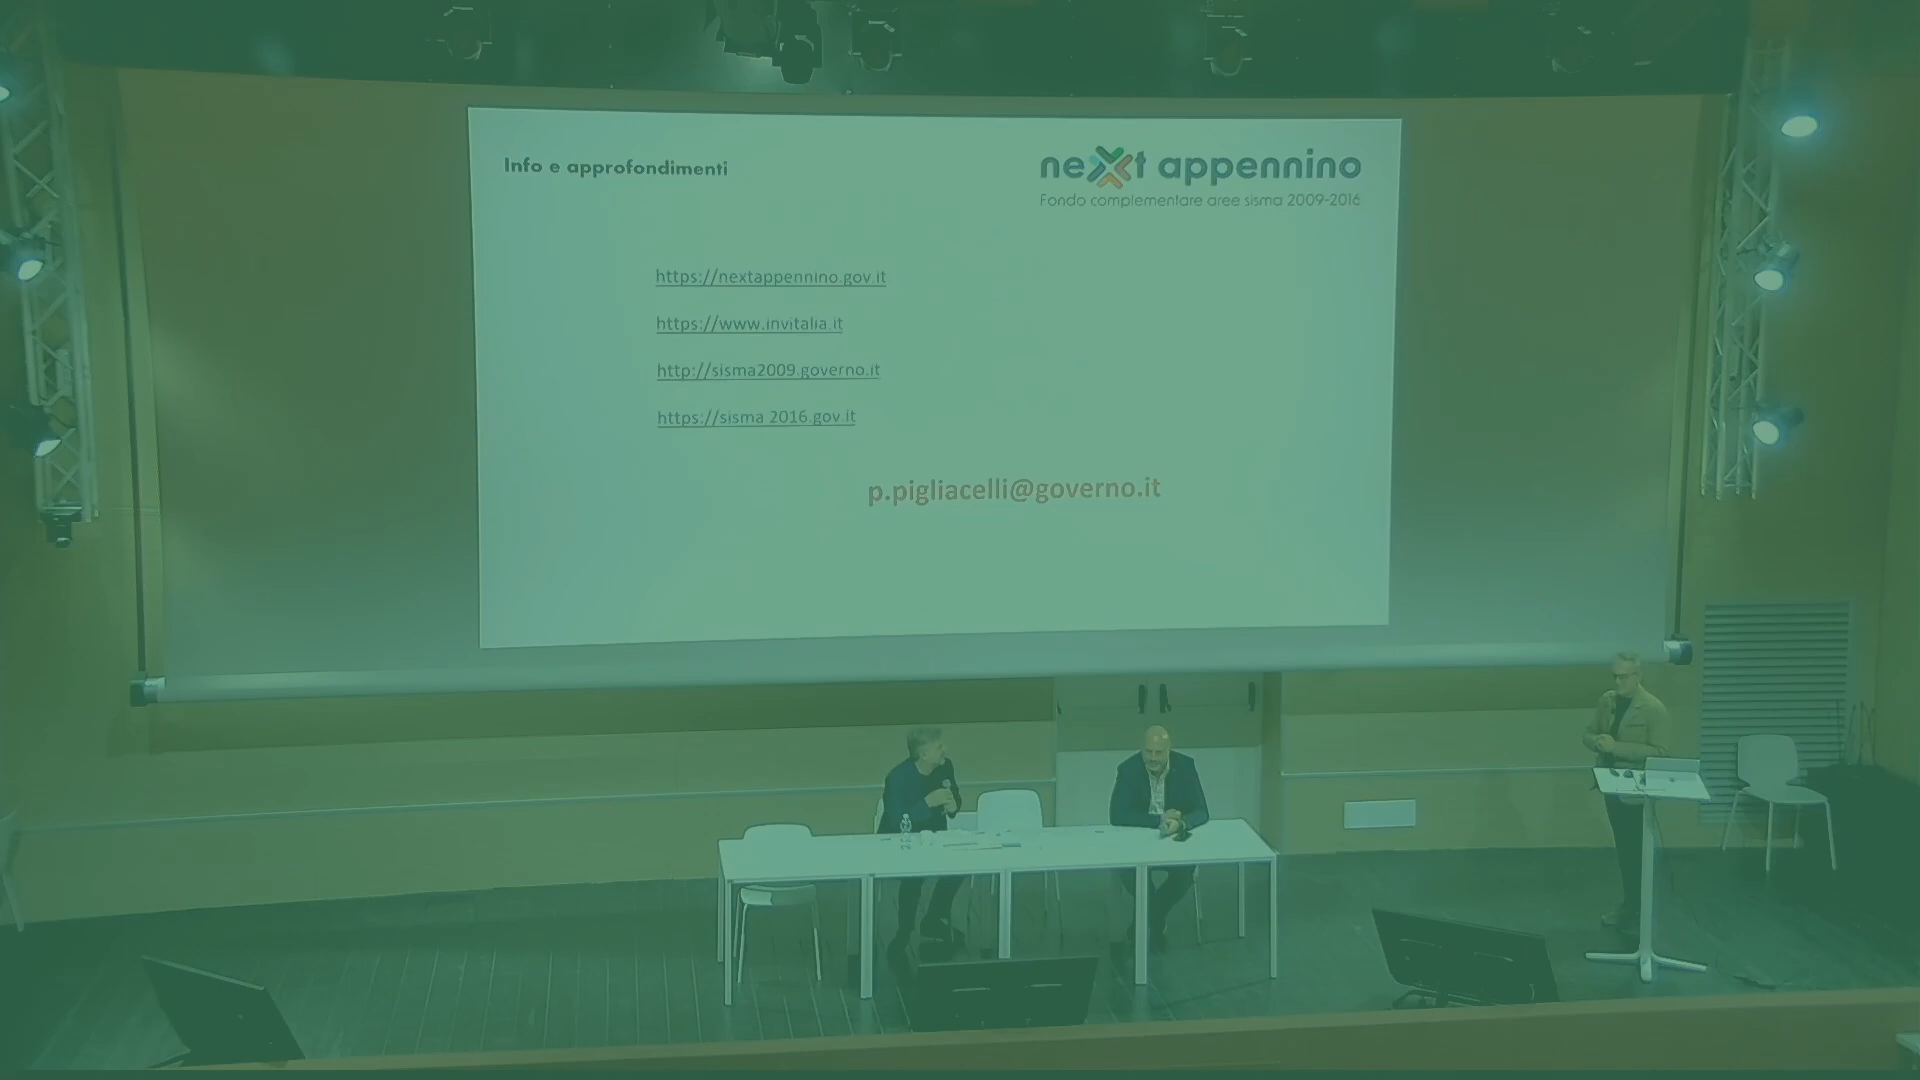 Info e approfondimenti
next appennino
Fondo complementare aree sisma 2009-2016
https://nextappennino.gov.it
https://www.invitalia.it
http://sisma2009.governo.it
https://sisma 2016.gov.it
p.pigliacelli@governo.it